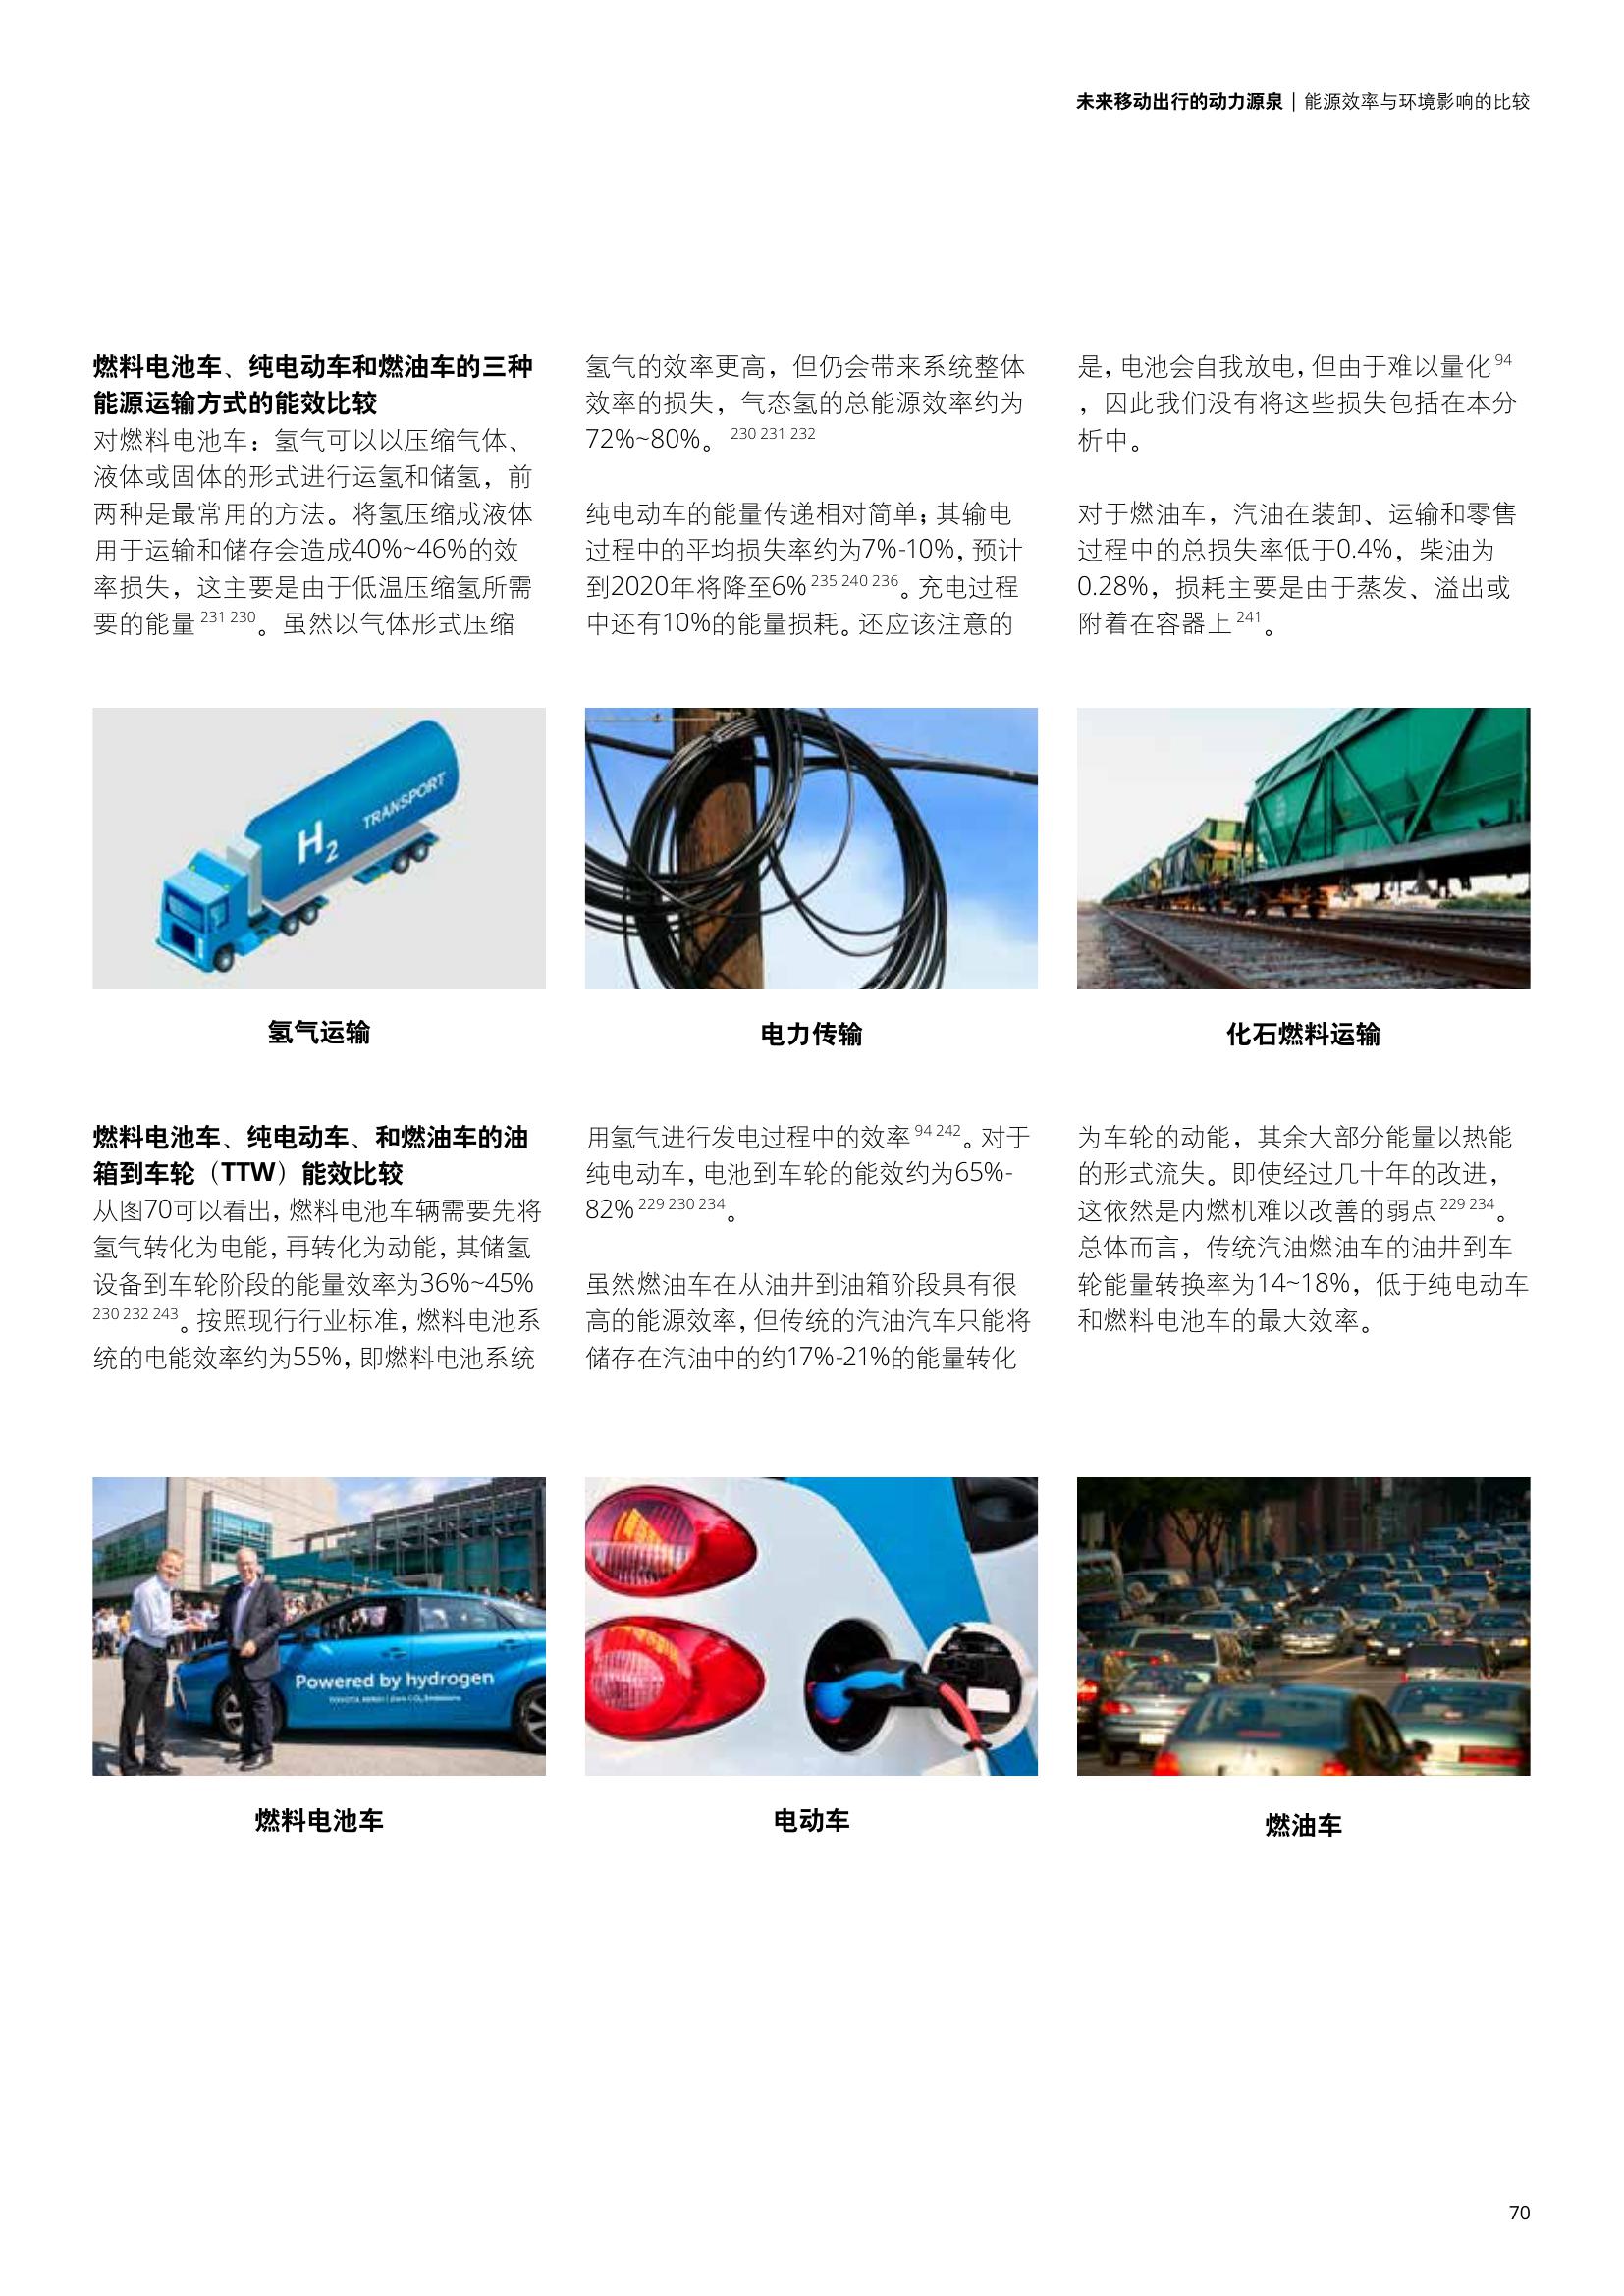 未来移动出行的动力源泉 | 能源效率与环境影响的比较
燃料电池车、纯电动车和燃油车的三种
能源运输方式的能效比较
对燃料电池车：氢气可以以压缩气体、
液体或固体的形式进行运氢和储氢，前
两种是最常用的方法。将氢压缩成液体
用于运输和储存会造成40%~46%的效
率损失，这主要是由于低温压缩氢所需
要的能量 231 230。虽然以气体形式压缩
氢气的效率更高，但仍会带来系统整体
效率的损失，气态氢的总能源效率约为
72%~80%。 230 231 232
纯电动车的能量传递相对简单；其输电
过程中的平均损失率约为7%-10%，预计
到2020年将降至6% 235 240 236。充电过程
中还有10%的能量损耗。还应该注意的
是，电池会自我放电，但由于难以量化 94
，因此我们没有将这些损失包括在本分
析中。
对于燃油车，汽油在装卸、运输和零售
过程中的总损失率低于0.4%，柴油为
0.28%，损耗主要是由于蒸发、溢出或
附着在容器上 241。
H2 TRANSPORT
氢气运输
电力传输
化石燃料运输
燃料电池车、纯电动车、和燃油车的油
箱到车轮（TTW）能效比较
从图70可以看出，燃料电池车辆需要先将
氢气转化为电能，再转化为动能，其储氢
设备到车轮阶段的能量效率为36%~45%
230 232 243。按照现行行业标准，燃料电池系
统的电能效率约为55%，即燃料电池系统
用氢气进行发电过程中的效率 94 242。对于
纯电动车，电池到车轮的能效约为65%-
82% 229 230 234。
虽然燃油车在从油井到油箱阶段具有很
高的能源效率，但传统的汽油汽车只能将
储存在汽油中的约17%-21%的能量转化
为车轮的动能，其余大部分能量以热能
的形式流失。即使经过几十年的改进，
这依然是内燃机难以改善的弱点 229 234。
总体而言，传统汽油燃油车的油井到车
轮能量转换率为14~18%，低于纯电动车
和燃料电池车的最大效率。
Powered by hydrogen
燃料电池车
电动车
燃油车
70